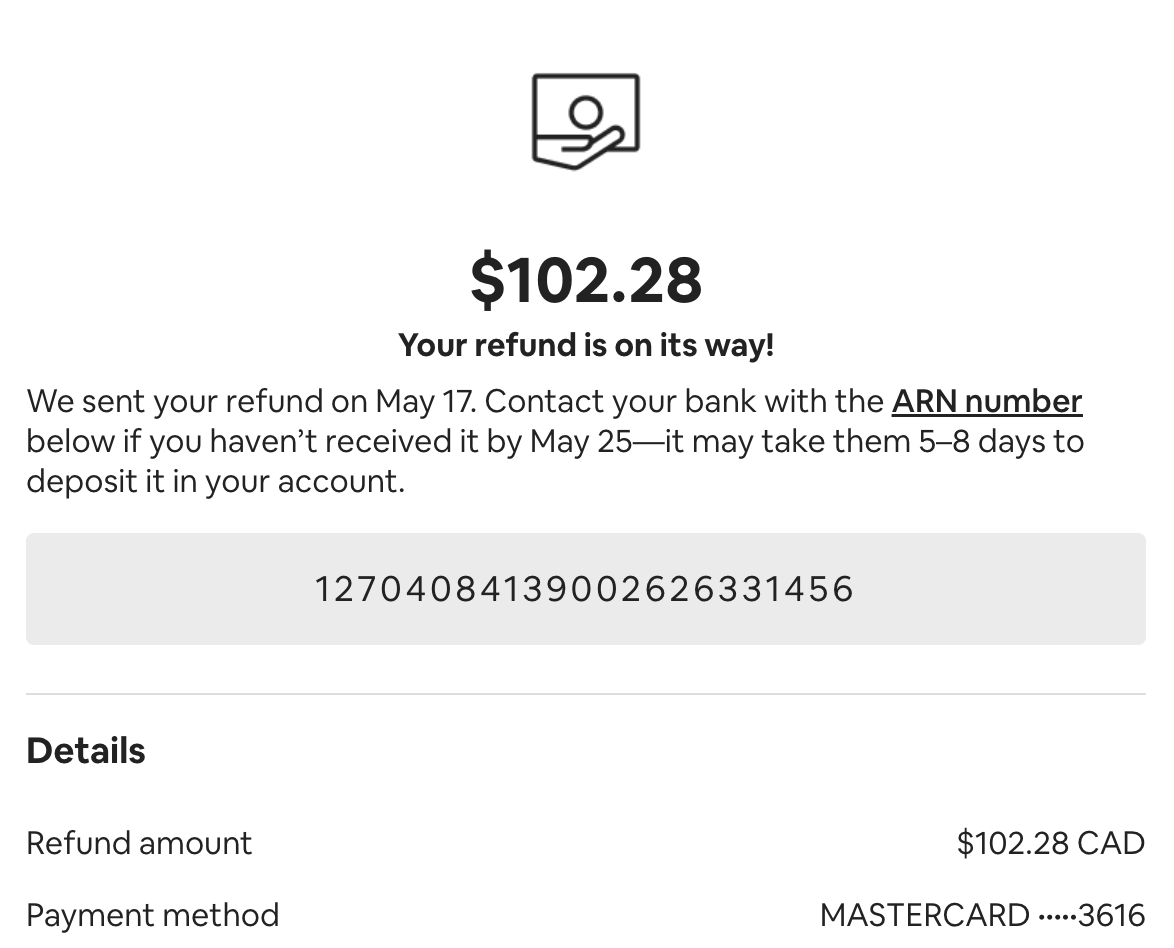 $102.28
Your refund is on its way!
We sent your refund on May 17. Contact your bank with the ARN number
below if you haven’t received it by May 25—it may take them 5–8 days to
deposit it in your account.
12704084139002626331456
Details
Refund amount $102.28 CAD
Payment method MASTERCARD ·····3616